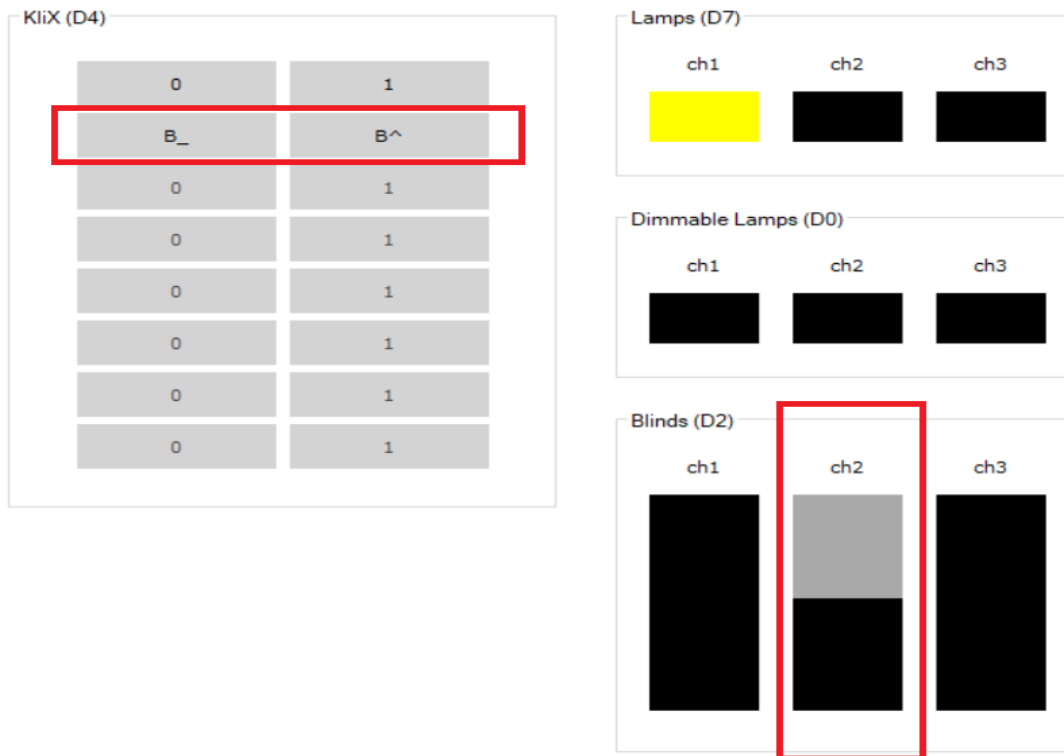 KliX (D4)
0 1
B_ B^
0 1
0 1
0 1
0 1
0 1
0 1
Lamps (D7)
ch1 ch2 ch3
Dimmable Lamps (D0)
ch1 ch2 ch3
Blinds (D2)
ch1 ch2 ch3